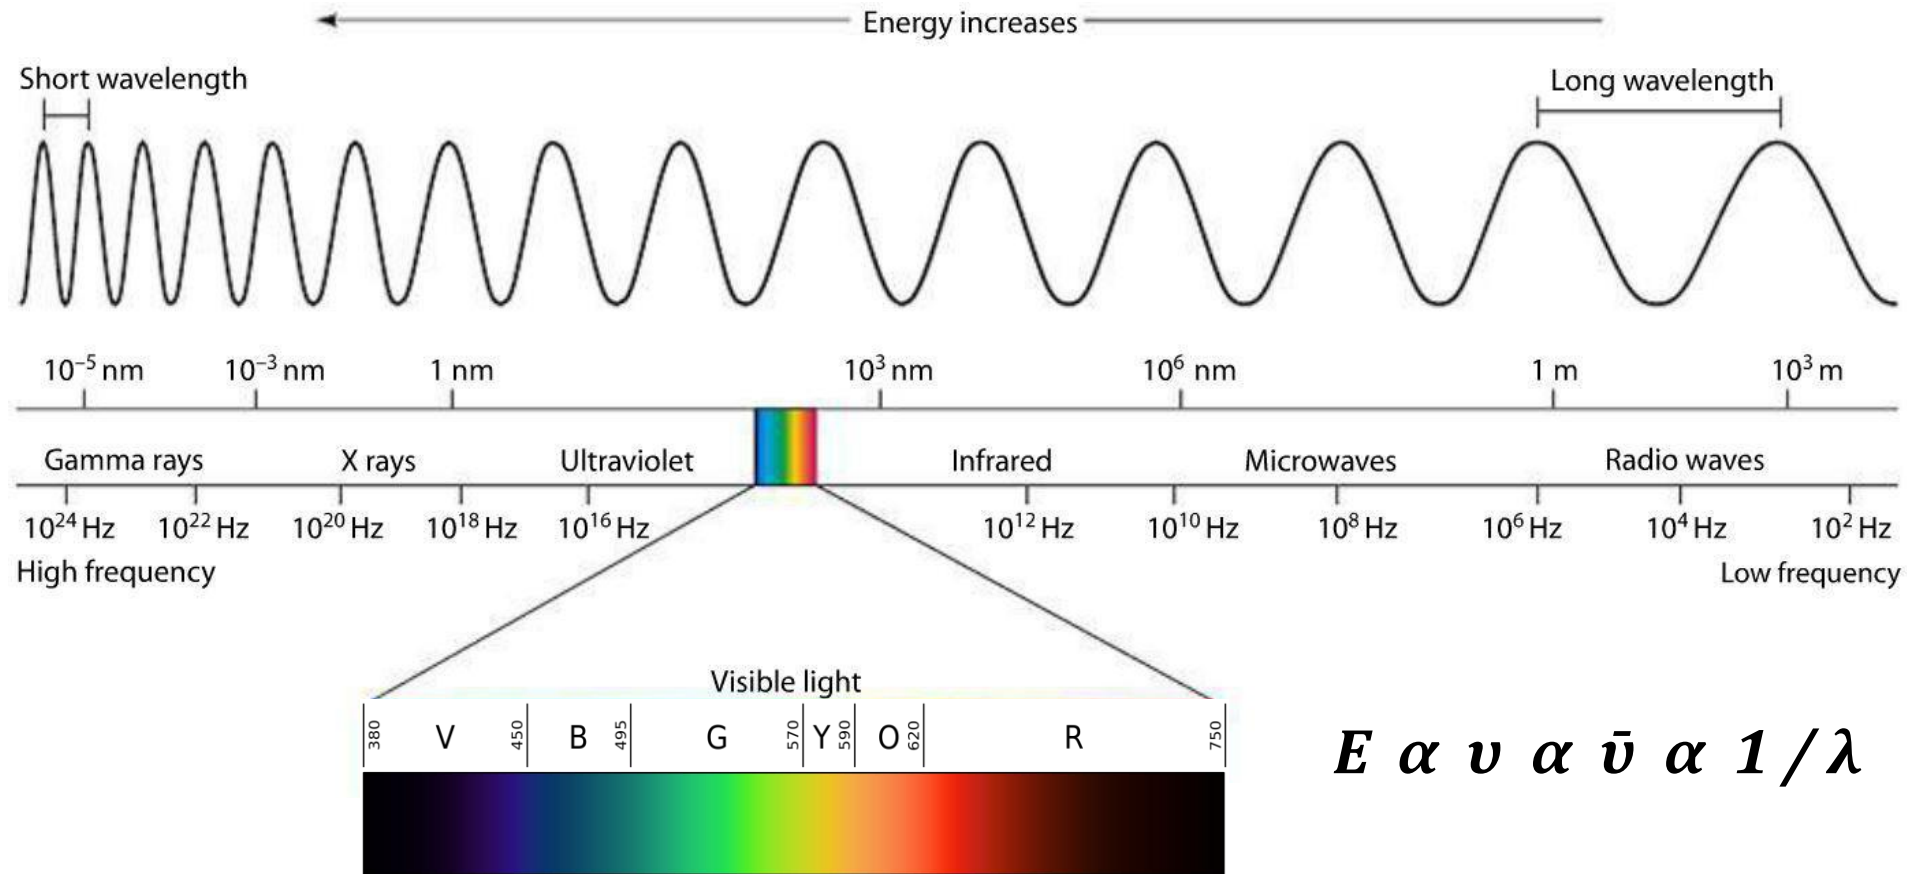 Energy increases
Short wavelength Long wavelength
10⁻⁵ nm 10⁻³ nm 1 nm 10³ nm 10⁶ nm 1 m 10³ m
Gamma rays X rays Ultraviolet Infrared Microwaves Radio waves
10²⁴ Hz 10²² Hz 10²⁰ Hz 10¹⁸ Hz 10¹⁶ Hz 10¹² Hz 10¹⁰ Hz 10⁸ Hz 10⁶ Hz 10⁴ Hz 10² Hz
High frequency Low frequency
Visible light
380 V 450 B 495 G 570 Y 590 O 620 R 750
E α υ α ῡ α 1/λ